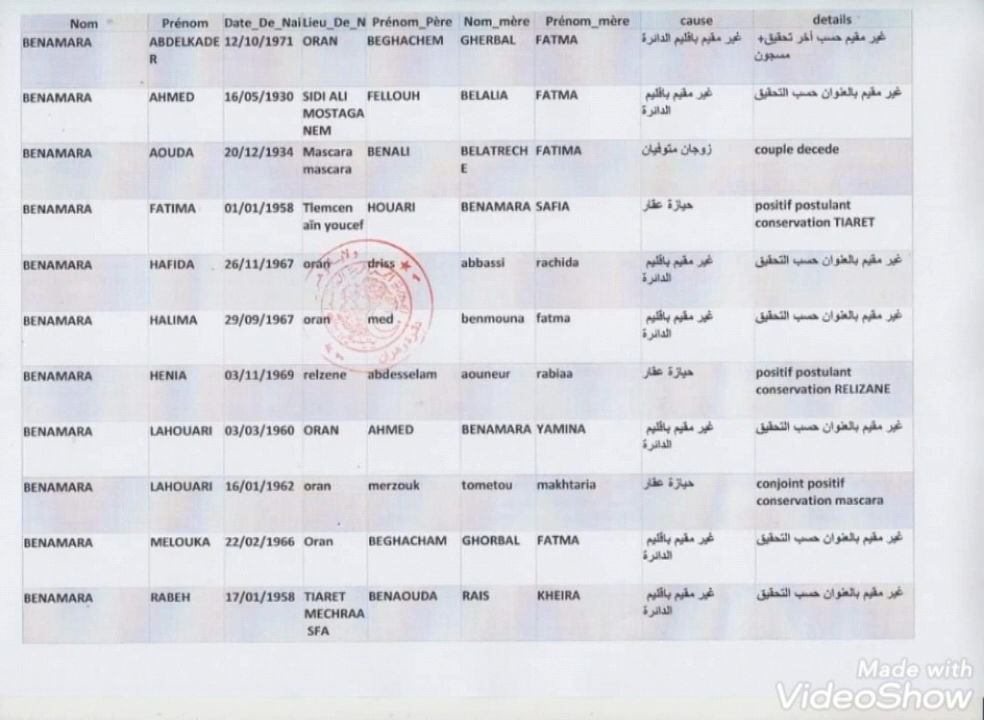 Nom Prénom Date_De_Nai Lieu_De_N Prénom_Père Nom_mère Prénom_mère cause details
BENAMARA ABDELKADE 12/10/1971 ORAN BEGHACHEM GHERBAL FATMA غير مقيم بإقليم الدائرة غير مقيم حسب أخر تحقيق+
R مسجون
BENAMARA AHMED 16/05/1930 SIDI ALI FELLOUH BELALIA FATMA غير مقيم بإقليم غير مقيم بالعنوان حسب التحقيق
MOSTAGA الدائرة
NEM
BENAMARA AOUDA 20/12/1934 Mascara BENALI BELATRECH FATIMA زوجان متوفيان couple decede
mascara E
BENAMARA FATIMA 01/01/1958 Tlemcen HOUARI BENAMARA SAFIA حيازة عقار positif postulant
aïn youcef conservation TIARET
BENAMARA HAFIDA 26/11/1967 oran driss abbassi rachida غير مقيم بإقليم غير مقيم بالعنوان حسب التحقيق
الدائرة
BENAMARA HALIMA 29/09/1967 oran med benmouna fatma غير مقيم بإقليم غير مقيم بالعنوان حسب التحقيق
الدائرة
BENAMARA HENIA 03/11/1969 relzene abdesselam aouneur rabiaa حيازة عقار positif postulant
conservation RELIZANE
BENAMARA LAHOUARI 03/03/1960 ORAN AHMED BENAMARA YAMINA غير مقيم بإقليم غير مقيم بالعنوان حسب التحقيق
الدائرة
BENAMARA LAHOUARI 16/01/1962 oran merzouk tometou makhtaria حيازة عقار conjoint positif
conservation mascara
BENAMARA MELOUKA 22/02/1966 Oran BEGHACHAM GHORBAL FATMA غير مقيم بإقليم غير مقيم بالعنوان حسب التحقيق
الدائرة
BENAMARA RABEH 17/01/1958 TIARET BENAOUDA RAIS KHEIRA غير مقيم بإقليم غير مقيم بالعنوان حسب التحقيق
MECHRAA الدائرة
SFA
Made with
VideoShow